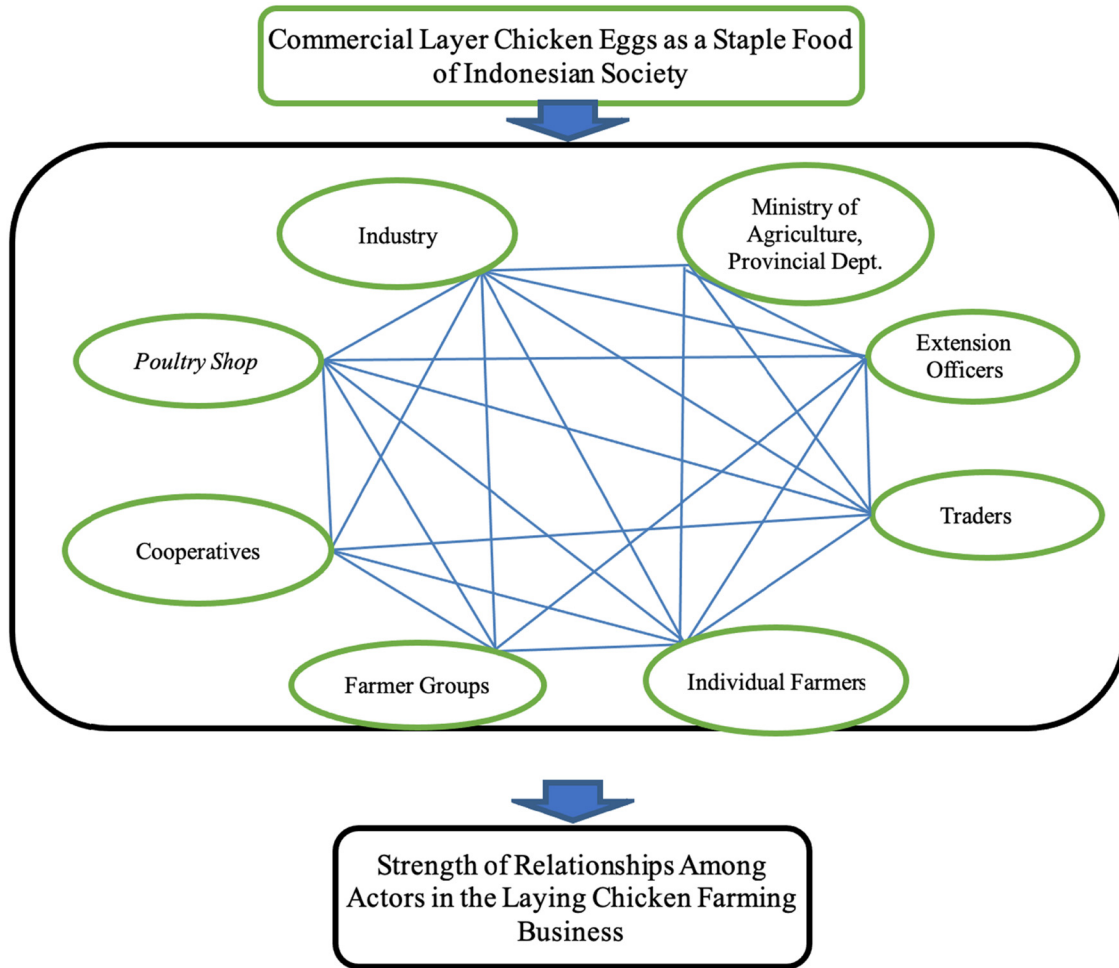 Commercial Layer Chicken Eggs as a Staple Food
of Indonesian Society
Industry
Ministry of
Agriculture,
Provincial Dept.
Poultry Shop
Extension
Officers
Cooperatives
Traders
Farmer Groups
Individual Farmers
Strength of Relationships Among
Actors in the Laying Chicken Farming
Business